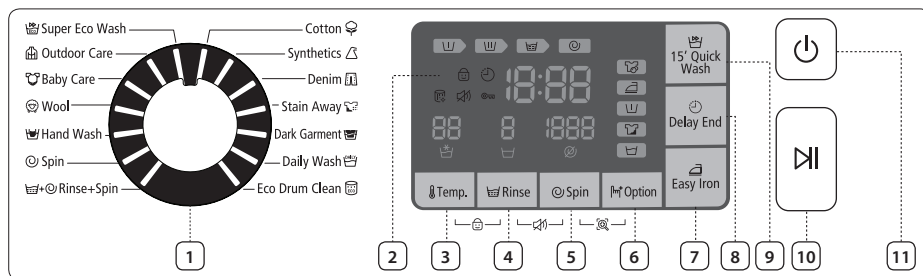 Super Eco Wash
Outdoor Care
Baby Care
Wool
Hand Wash
Spin
Rinse+Spin
Cotton
Synthetics
Denim
Stain Away
Dark Garment
Daily Wash
Eco Drum Clean
18:88
88 8 1888
15' Quick
Wash
Delay End
Easy Iron
Temp. Rinse Spin Option
1 2 3 4 5 6 7 8 9 10 11